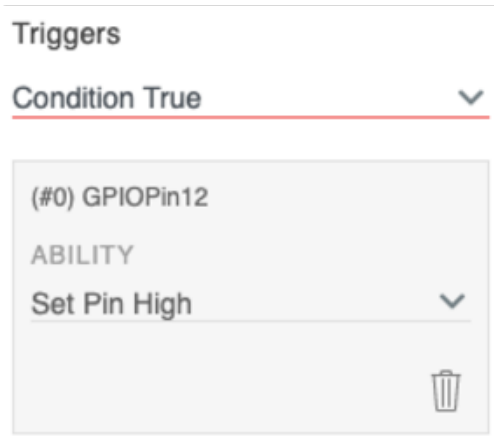 Triggers
Condition True
(#0) GPIOPin12
ABILITY
Set Pin High